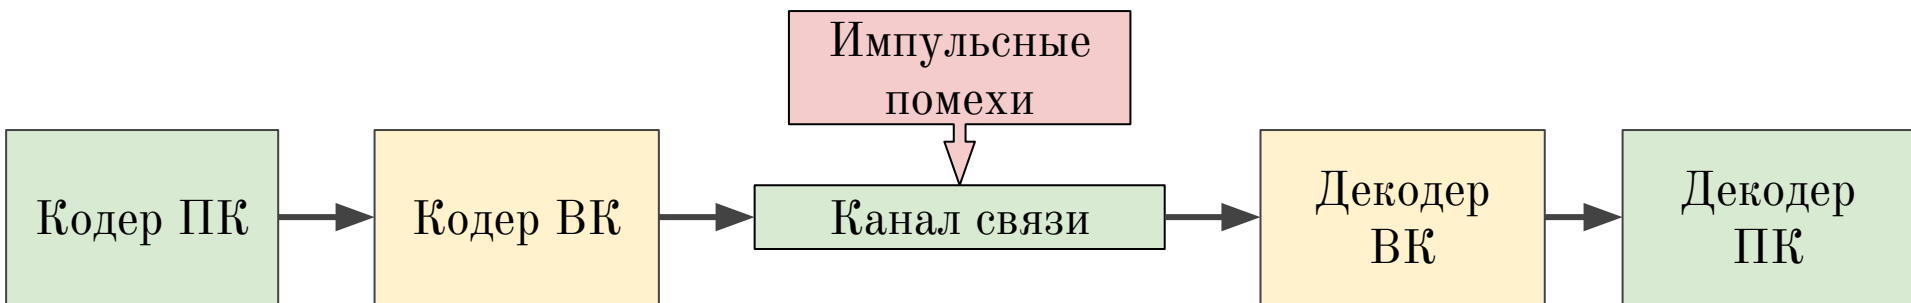 Импульсные
помехи
Кодер ПК
Кодер ВК
Канал связи
Декодер
ВК
Декодер
ПК